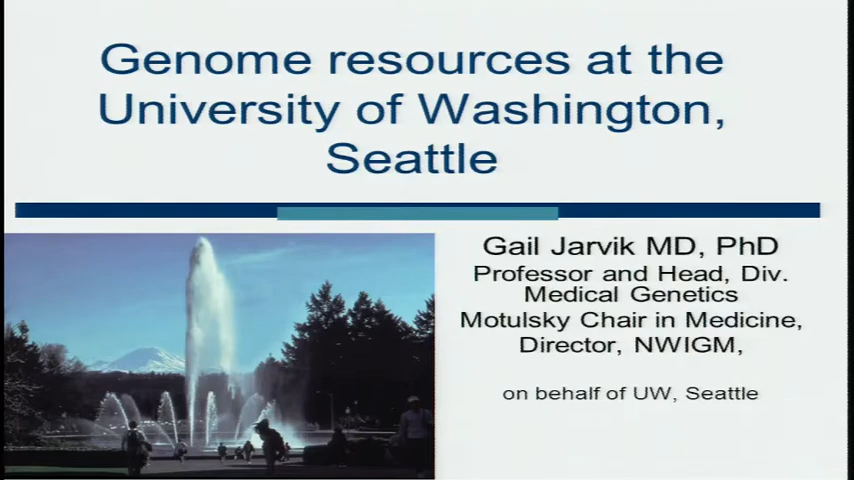 Genome resources at the
University of Washington,
Seattle
Gail Jarvik MD, PhD
Professor and Head, Div.
Medical Genetics
Motulsky Chair in Medicine,
Director, NWIGM,
on behalf of UW, Seattle